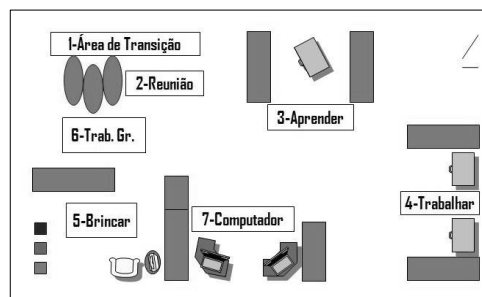 1-Área de Transição
2-Reunião
3-Aprender
6-Trab. Gr.
4-Trabalhar
5-Brincar
7-Computador